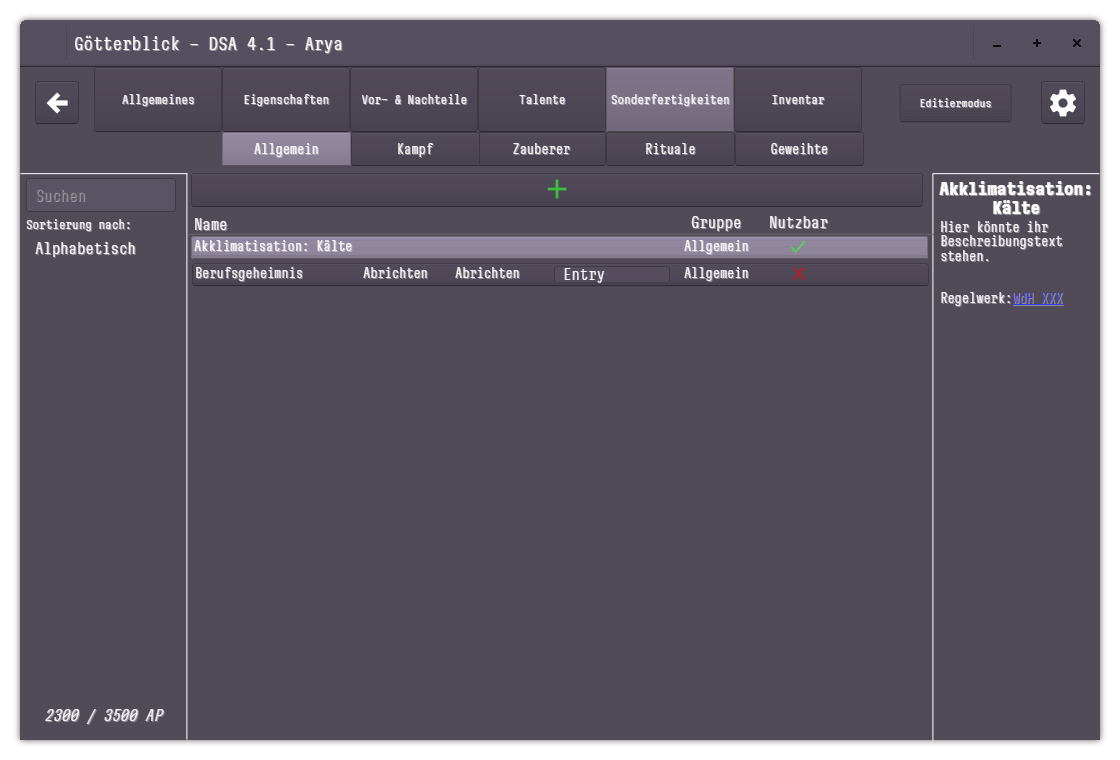 Götterblick – DSA 4.1 – Arya
Allgemeines
Eigenschaften
Vor- & Nachteile
Talente
Sonderfertigkeiten
Inventar
Editiermodus
Allgemein
Kampf
Zauberer
Rituale
Geweihte
Suchen
Sortierung nach:
Alphabetisch
2300 / 3500 AP
Name Gruppe Nutzbar
Akklimatisation: Kälte Allgemein
Berufsgeheimnis Abrichten Abrichten Entry Allgemein
Akklimatisation:
Kälte
Hier könnte ihr
Beschreibungstext
stehen.
Regelwerk: WdH XXX